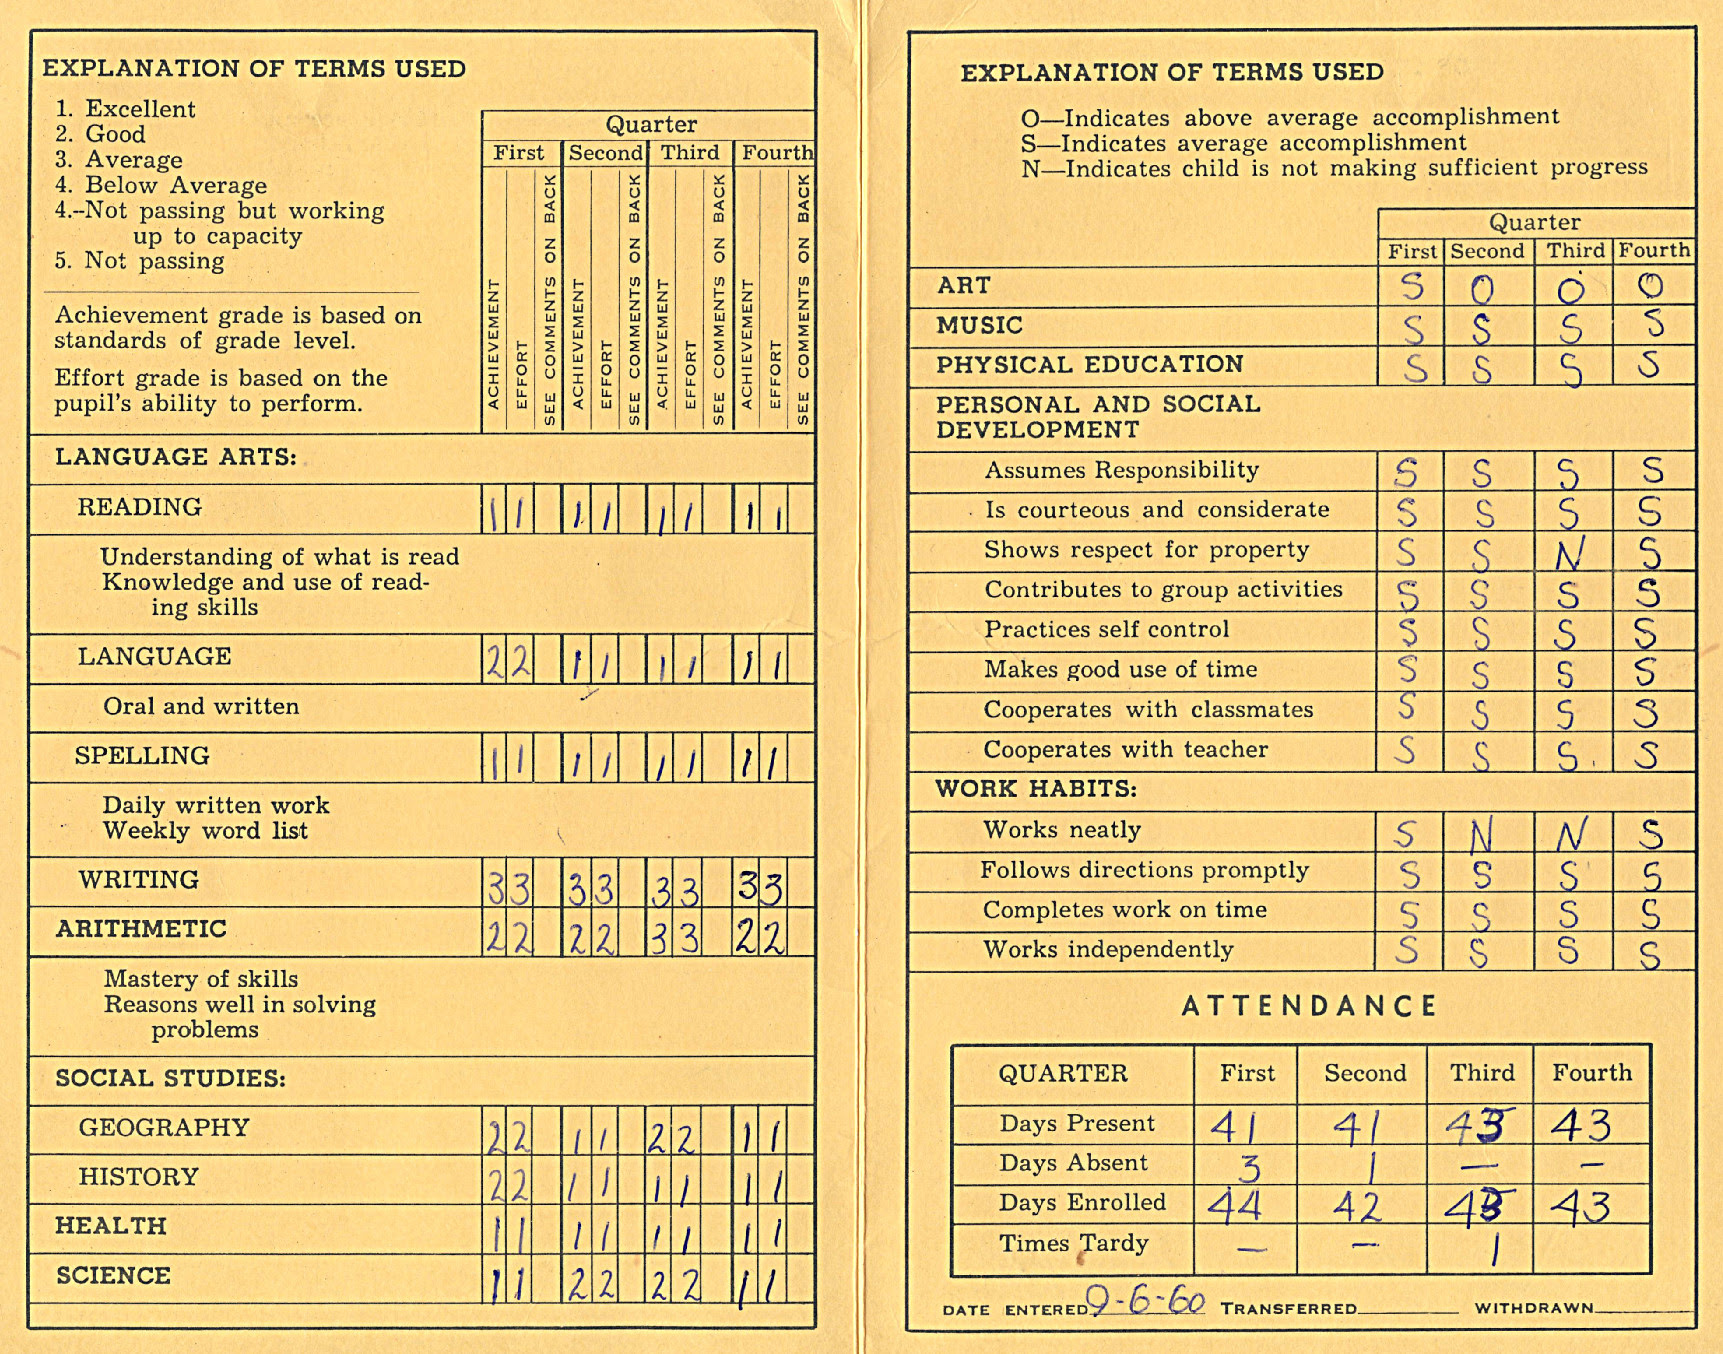 EXPLANATION OF TERMS USED
1. Excellent
2. Good
3. Average
4. Below Average
4.--Not passing but working
up to capacity
5. Not passing
Achievement grade is based on
standards of grade level.
Effort grade is based on the
pupil's ability to perform.
Quarter
First Second Third Fourth
ACHIEVEMENT EFFORT SEE COMMENTS ON BACK ACHIEVEMENT EFFORT SEE COMMENTS ON BACK ACHIEVEMENT EFFORT SEE COMMENTS ON BACK ACHIEVEMENT EFFORT SEE COMMENTS ON BACK
LANGUAGE ARTS:
READING 1 1 1 1 1 1 1 1
Understanding of what is read
Knowledge and use of read-
ing skills
LANGUAGE 2 2 1 1 1 1 1 1
Oral and written
SPELLING 1 1 1 1 1 1 1 1
Daily written work
Weekly word list
WRITING 3 3 3 3 3 3 3 3
ARITHMETIC 2 2 2 2 3 3 2 2
Mastery of skills
Reasons well in solving
problems
SOCIAL STUDIES:
GEOGRAPHY 2 2 1 1 2 2 1 1
HISTORY 2 2 1 1 1 1 1 1
HEALTH 1 1 1 1 1 1 1 1
SCIENCE 1 1 2 2 2 2 1 1
EXPLANATION OF TERMS USED
O—Indicates above average accomplishment
S—Indicates average accomplishment
N—Indicates child is not making sufficient progress
Quarter
First Second Third Fourth
ART S O O O
MUSIC S S S S
PHYSICAL EDUCATION S S S S
PERSONAL AND SOCIAL
DEVELOPMENT
Assumes Responsibility S S S S
Is courteous and considerate S S S S
Shows respect for property S S N S
Contributes to group activities S S S S
Practices self control S S S S
Makes good use of time S S S S
Cooperates with classmates S S S S
Cooperates with teacher S S S S
WORK HABITS:
Works neatly S N N S
Follows directions promptly S S S S
Completes work on time S S S S
Works independently S S S S
ATTENDANCE
QUARTER First Second Third Fourth
Days Present 41 41 43 43
Days Absent 3 1 — –
Days Enrolled 44 42 43 43
Times Tardy — – 1
DATE ENTERED 9-6-60 TRANSFERRED WITHDRAWN